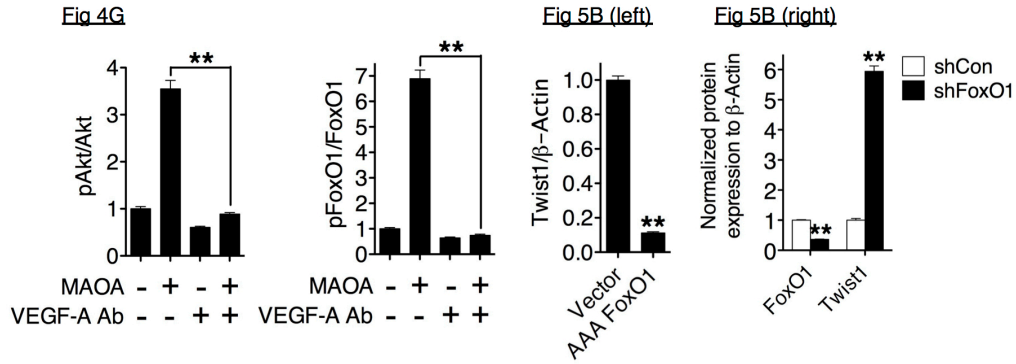 Fig 4G
Fig 5B (left)
Fig 5B (right)
pAkt/Akt
4
3
2
1
0
**
MAOA - + - +
VEGF-A Ab - - + +
pFoxO1/FoxO1
7
6
5
4
3
2
1
0
**
MAOA - + - +
VEGF-A Ab - - + +
Twist1/β-Actin
1.0
0.8
0.6
0.4
0.2
0.0
**
Vector
AAA FoxO1
Normalized protein
expression to β-Actin
6
5
4
3
2
1
0
**
**
FoxO1
Twist1
shCon
shFoxO1